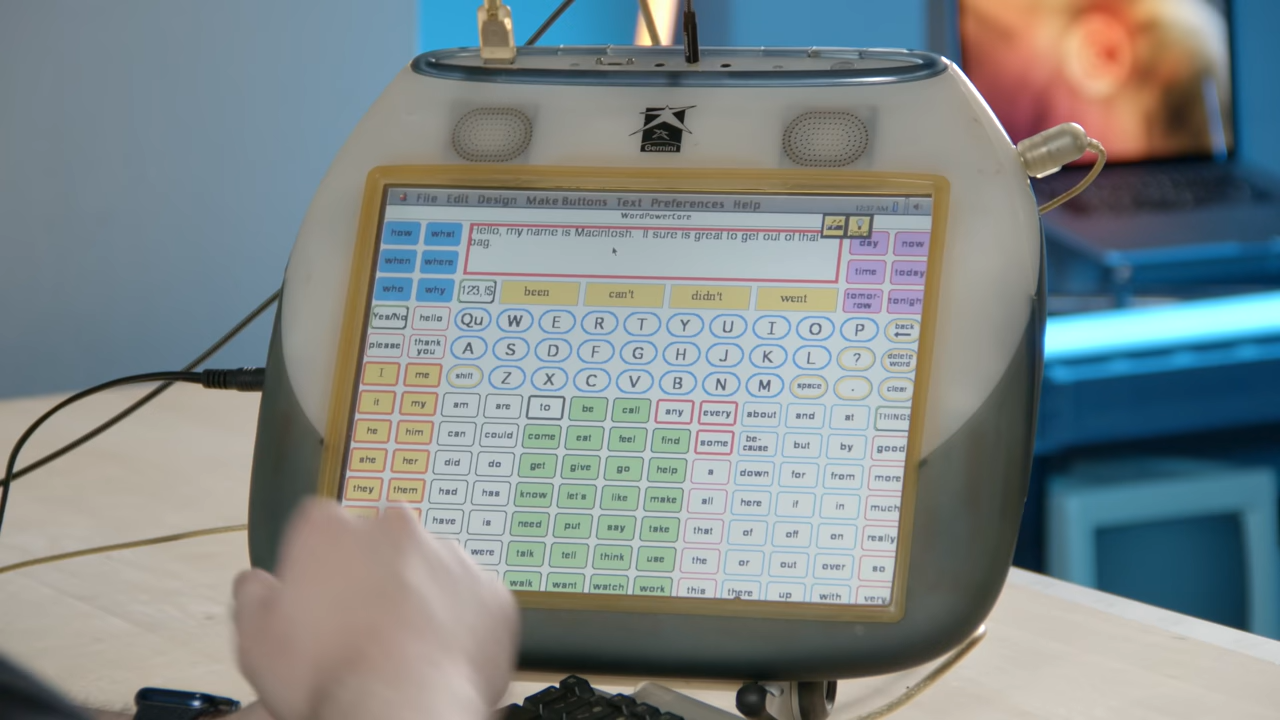 Gemini
File Edit Design Make Buttons Text Preferences Help
12:57 AM
WordPowerCore
how what Hello, my name is Macintosh. It sure is great to get out of that day now
bag.
when where time today
who why 123,!$ been can't didn't went tomor-row tonight
Yes/No hello Qu W E R T Y U I O P back
please thank you A S D F G H J K L ? delete word
I me shift Z X C V B N M space . clear
it my am are to be call any every about and at THINGS
he him can could come eat feel find some be-cause but by good
she her did do get give go help a down for from more
they them had has know let's like make all here if in much
have is need put say take that of off on really
were talk tell think use the or out over so
walk want watch work this there up with very